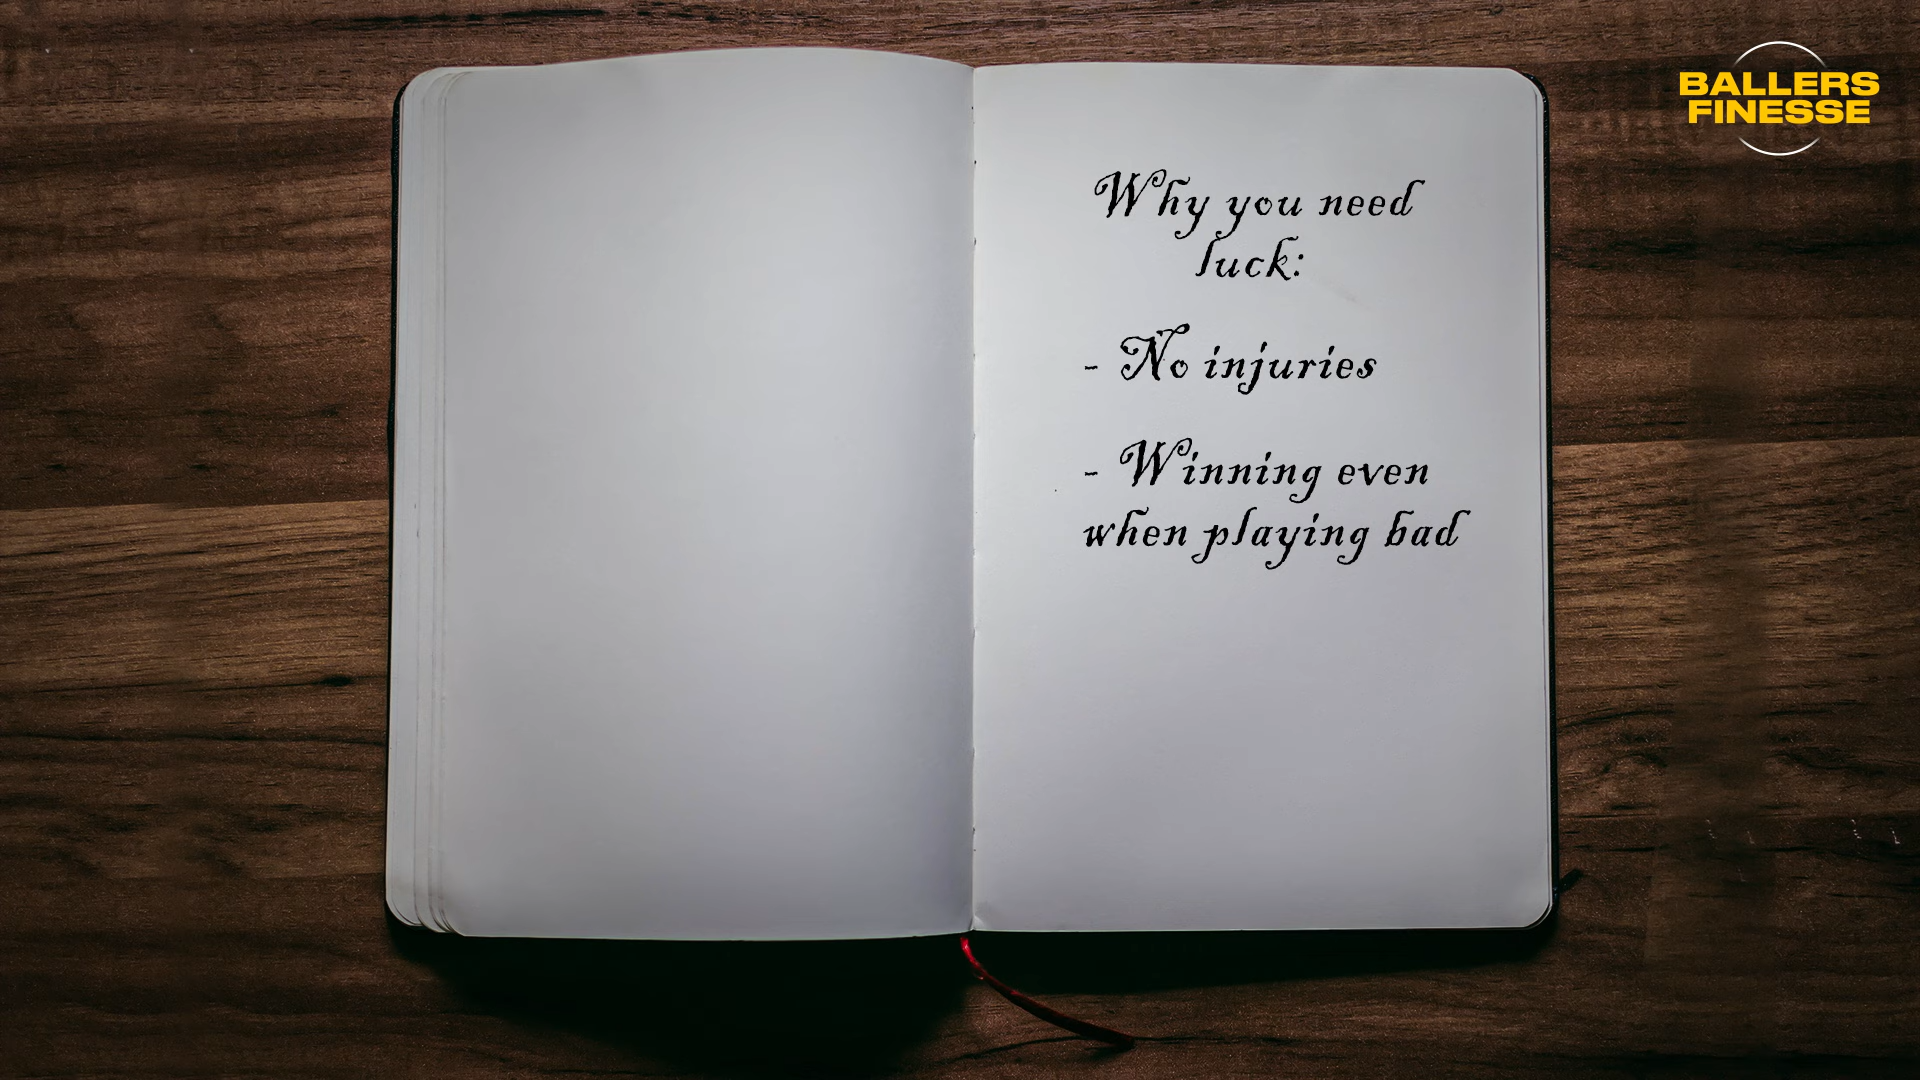 BALLERS
FINESSE
Why you need
luck:
- No injuries
- Winning even
when playing bad